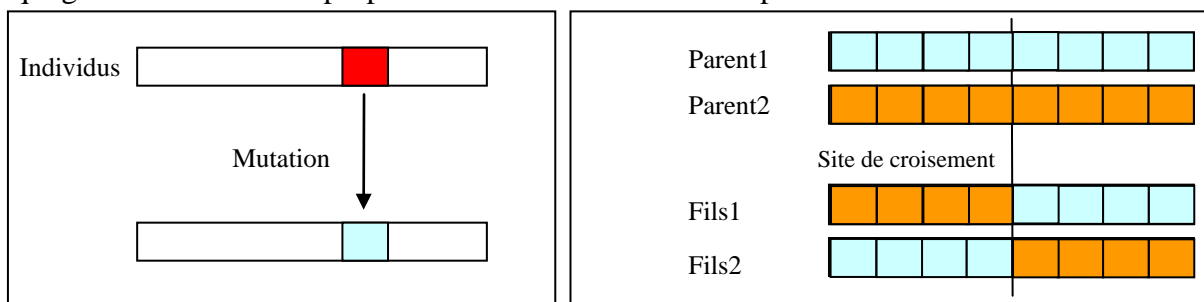 Individus
Mutation
Parent1
Parent2
Site de croisement
Fils1
Fils2